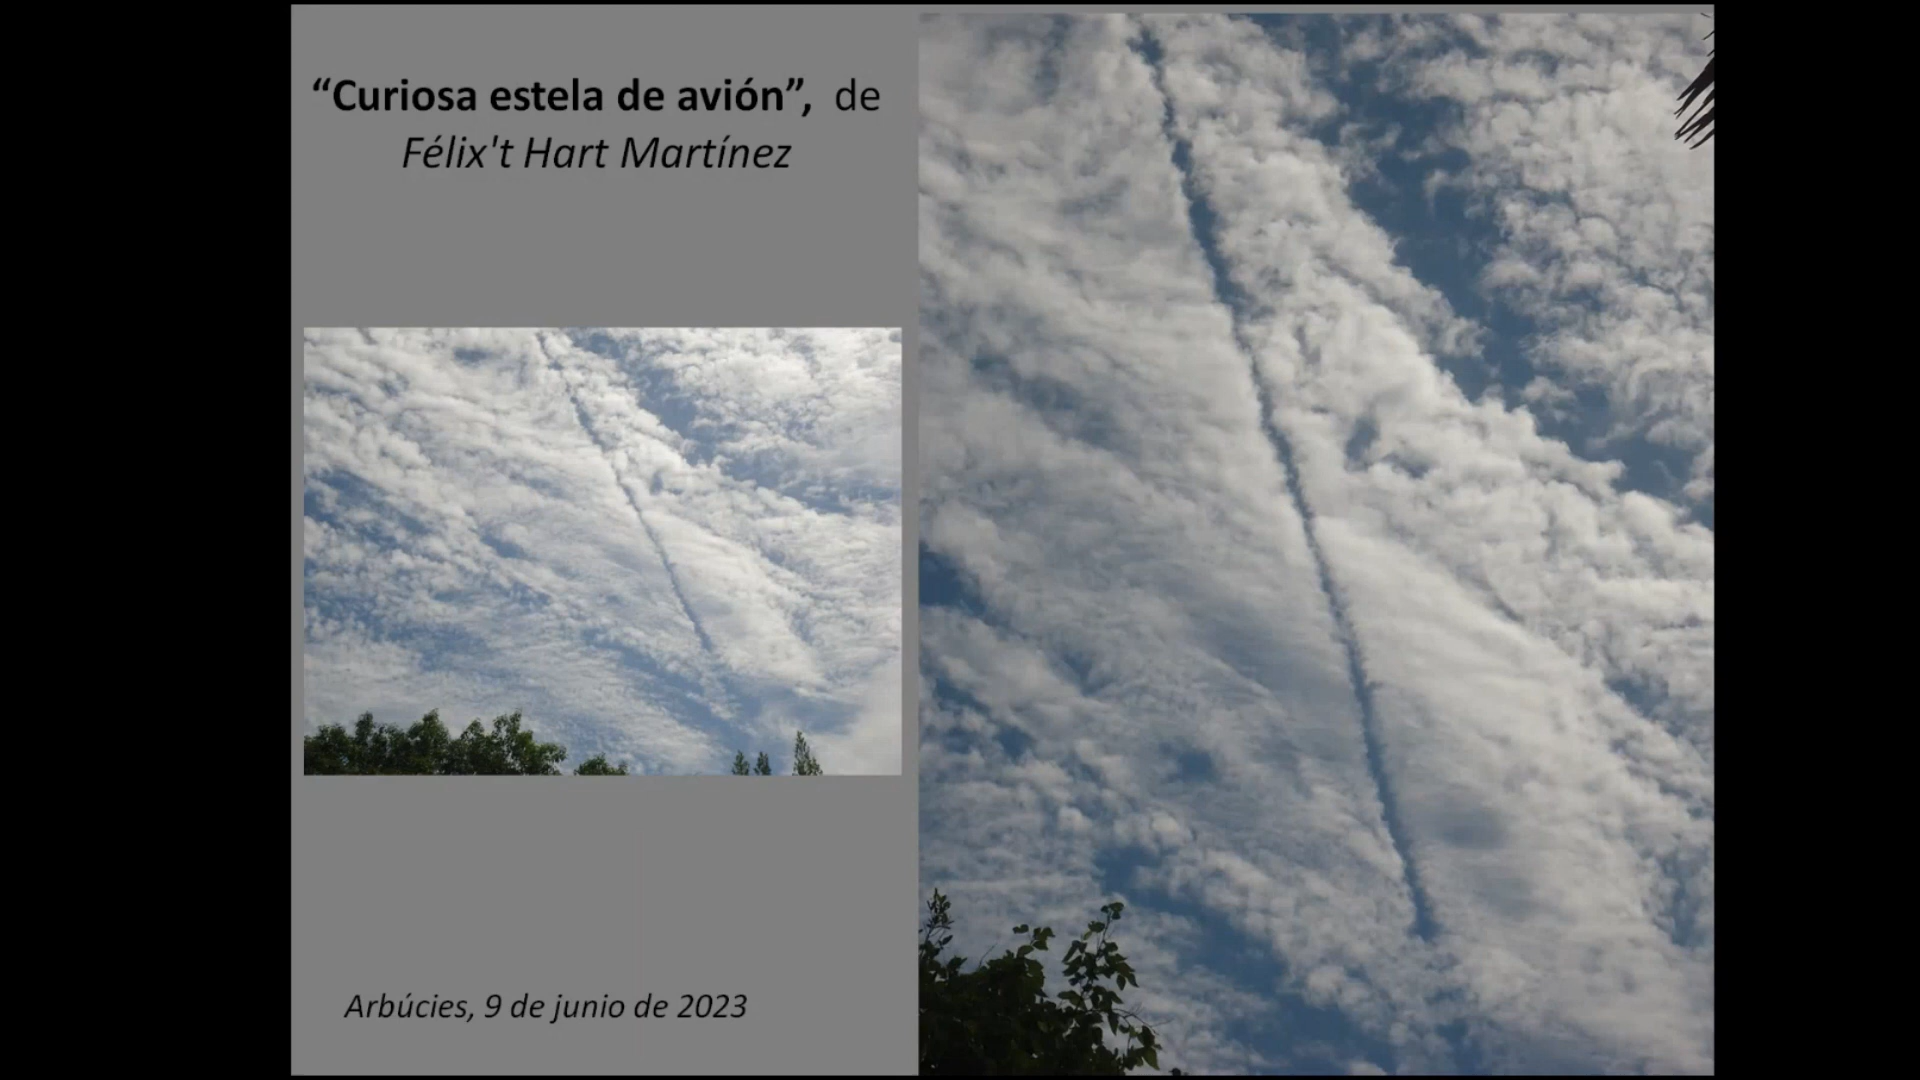 “Curiosa estela de avión”, de
Félix't Hart Martínez
Arbúcies, 9 de junio de 2023